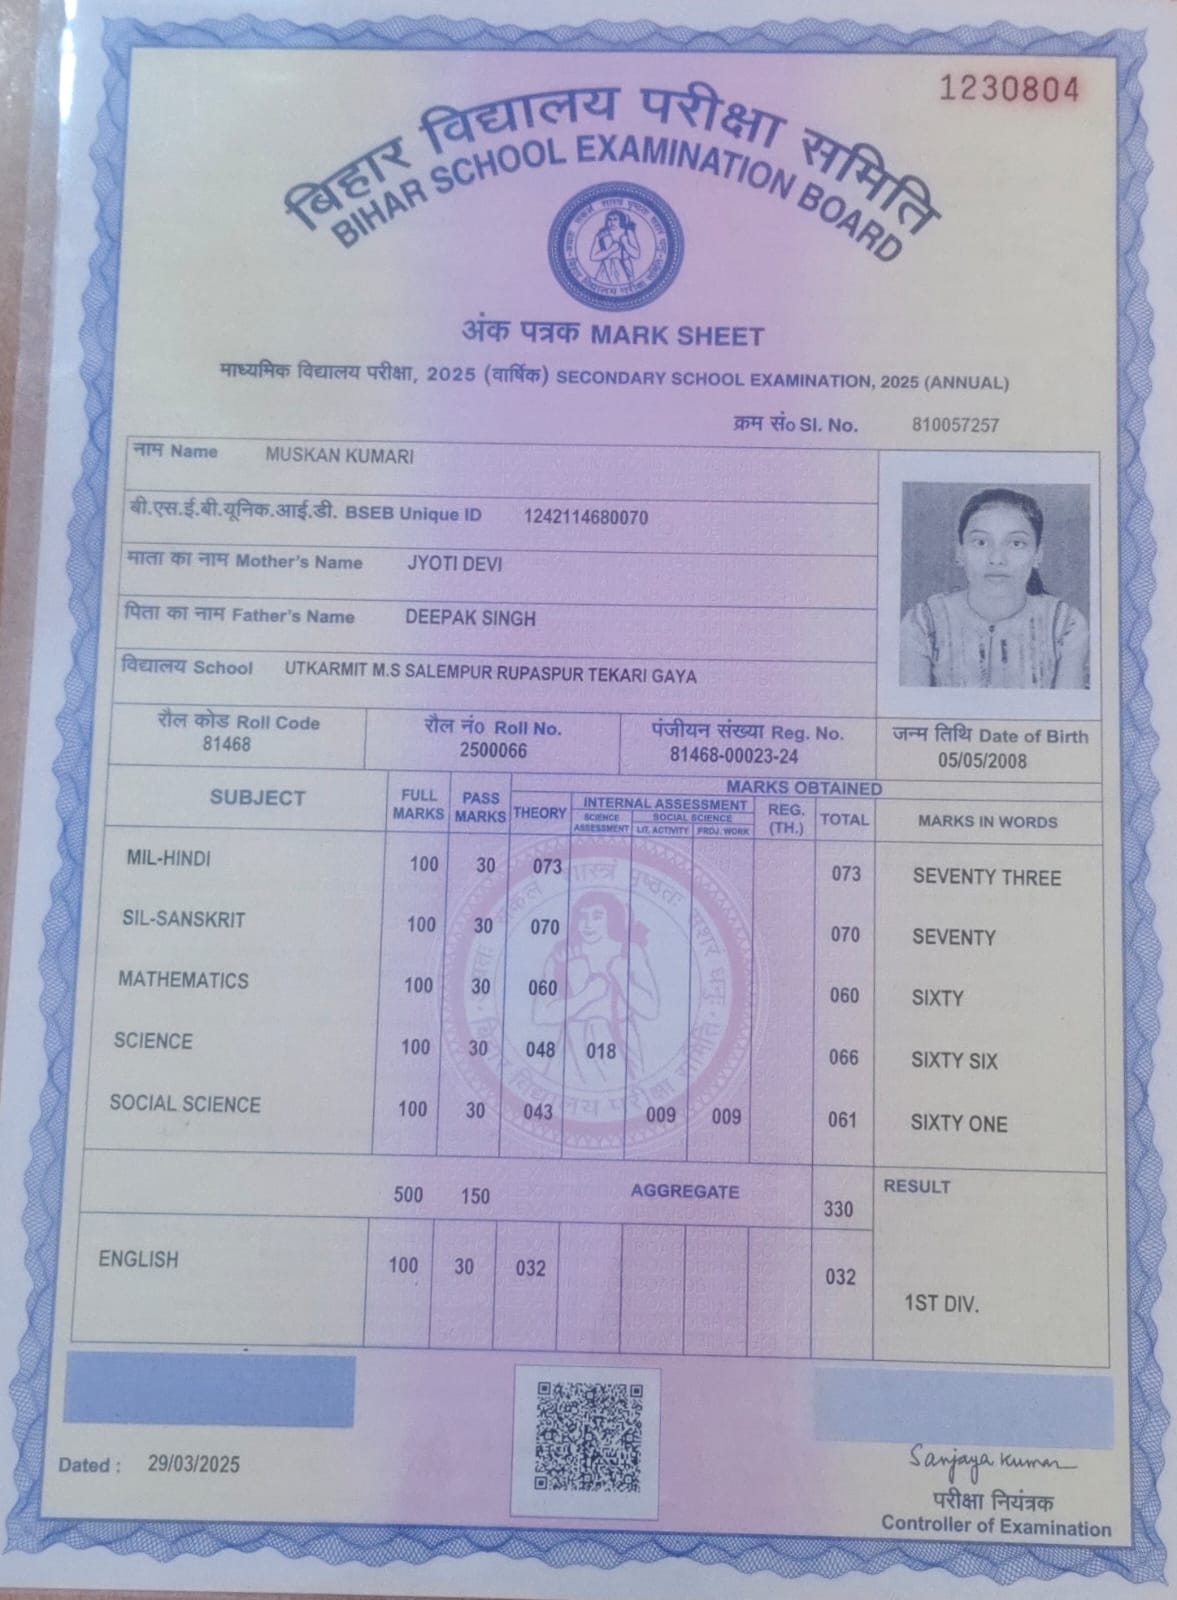 1230804
बिहार विद्यालय परीक्षा समिति
BIHAR SCHOOL EXAMINATION BOARD
अंक पत्रक MARK SHEET
माध्यमिक विद्यालय परीक्षा, 2025 (वार्षिक) SECONDARY SCHOOL EXAMINATION, 2025 (ANNUAL)
क्रम सं० Sl. No. 810057257
नाम Name MUSKAN KUMARI
बी.एस.ई.बी.यूनिक.आई.डी. BSEB Unique ID 1242114680070
माता का नाम Mother's Name JYOTI DEVI
पिता का नाम Father's Name DEEPAK SINGH
विद्यालय School UTKARMIT M.S SALEMPUR RUPASPUR TEKARI GAYA
रौल कोड Roll Code रौल नं० Roll No. पंजीयन संख्या Reg. No. जन्म तिथि Date of Birth
81468 2500066 81468-00023-24 05/05/2008
MARKS OBTAINED
SUBJECT FULL MARKS PASS MARKS THEORY INTERNAL ASSESSMENT REG. (TH.) TOTAL MARKS IN WORDS
SCIENCE ASSESSMENT SOCIAL SCIENCE
LIT. ACTIVITY PROJ. WORK
MIL-HINDI 100 30 073 073 SEVENTY THREE
SIL-SANSKRIT 100 30 070 070 SEVENTY
MATHEMATICS 100 30 060 060 SIXTY
SCIENCE 100 30 048 018 066 SIXTY SIX
SOCIAL SCIENCE 100 30 043 009 009 061 SIXTY ONE
500 150 AGGREGATE 330 RESULT
ENGLISH 100 30 032 032
1ST DIV.
Dated : 29/03/2025
Sanjaya Kumar
परीक्षा नियंत्रक
Controller of Examination